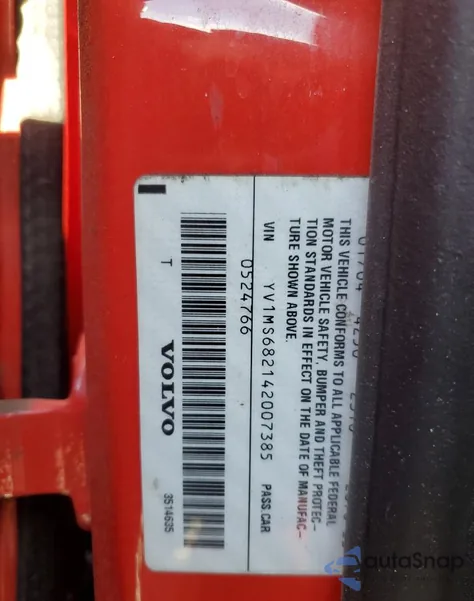 THIS VEHICLE CONFORMS TO ALL APPLICABLE FEDERAL
MOTOR VEHICLE SAFETY, BUMPER AND THEFT PROTEC-
TION STANDARDS IN EFFECT ON THE DATE OF MANUFAC-
TURE SHOWN ABOVE.
VIN YV1MS682142007385 PASS.CAR
0524766
T
VOLVO 3514635
autaSnap